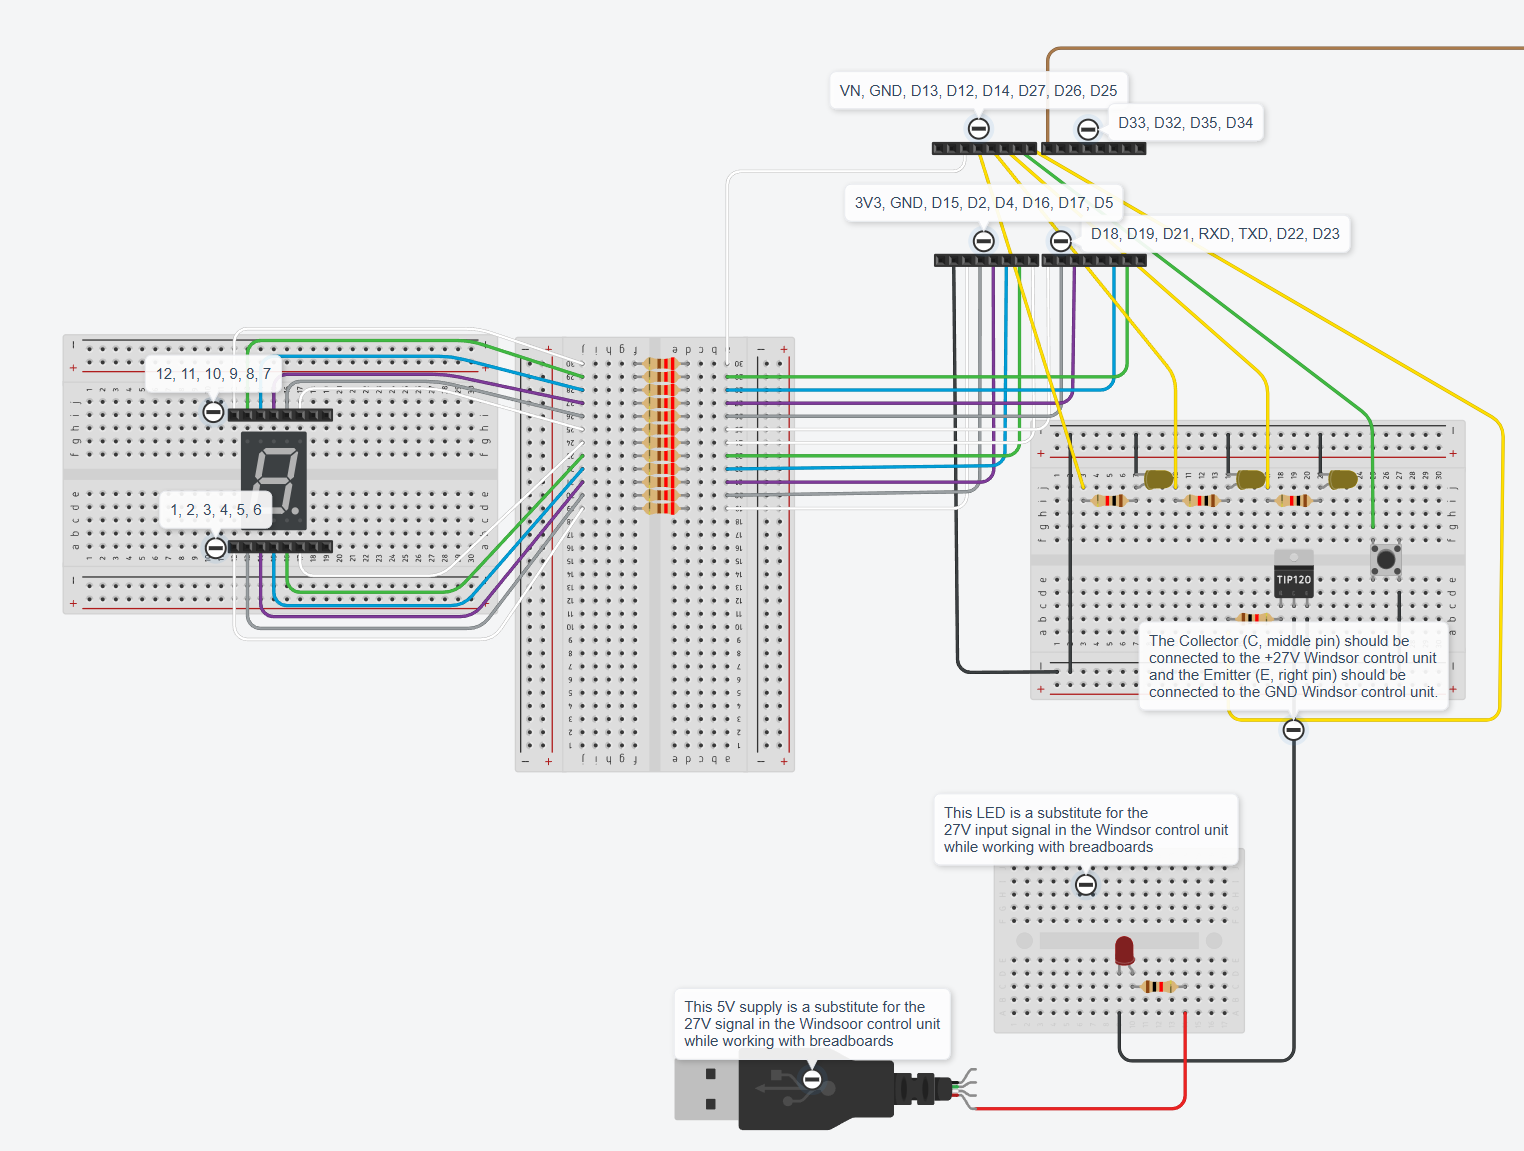 VN, GND, D13, D12, D14, D27, D26, D25
D33, D32, D35, D34
3V3, GND, D15, D2, D4, D16, D17, D5
D18, D19, D21, RXD, TXD, D22, D23
12, 11, 10, 9, 8, 7
1, 2, 3, 4, 5, 6
TIP120
The Collector (C, middle pin) should be
connected to the +27V Windsor control unit
and the Emitter (E, right pin) should be
connected to the GND Windsor control unit.
This LED is a substitute for the
27V input signal in the Windsor control unit
while working with breadboards
This 5V supply is a substitute for the
27V signal in the Windsoor control unit
while working with breadboards